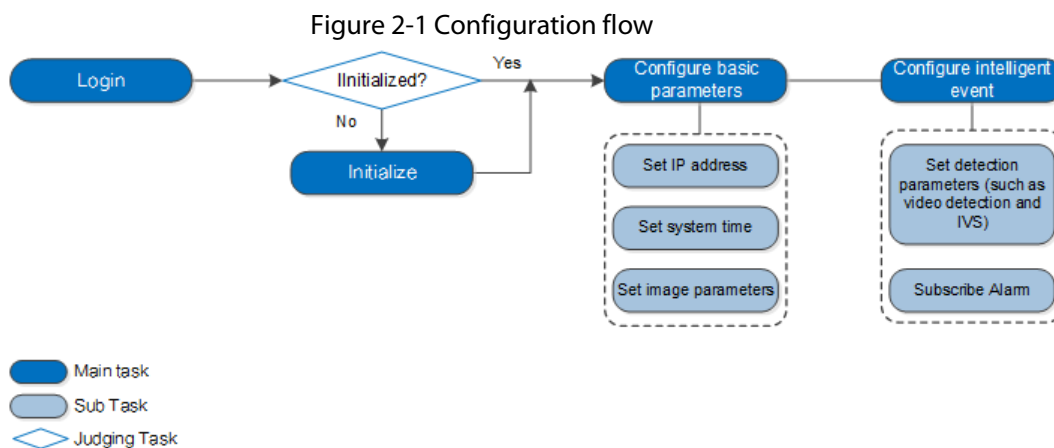 Figure 2-1 Configuration flow
Login
IInitialized?
Yes
No
Initialize
Configure basic
parameters
Set IP address
Set system time
Set image parameters
Configure intelligent
event
Set detection
parameters (such as
video detection and
IVS)
Subscribe Alarm
Main task
Sub Task
Judging Task